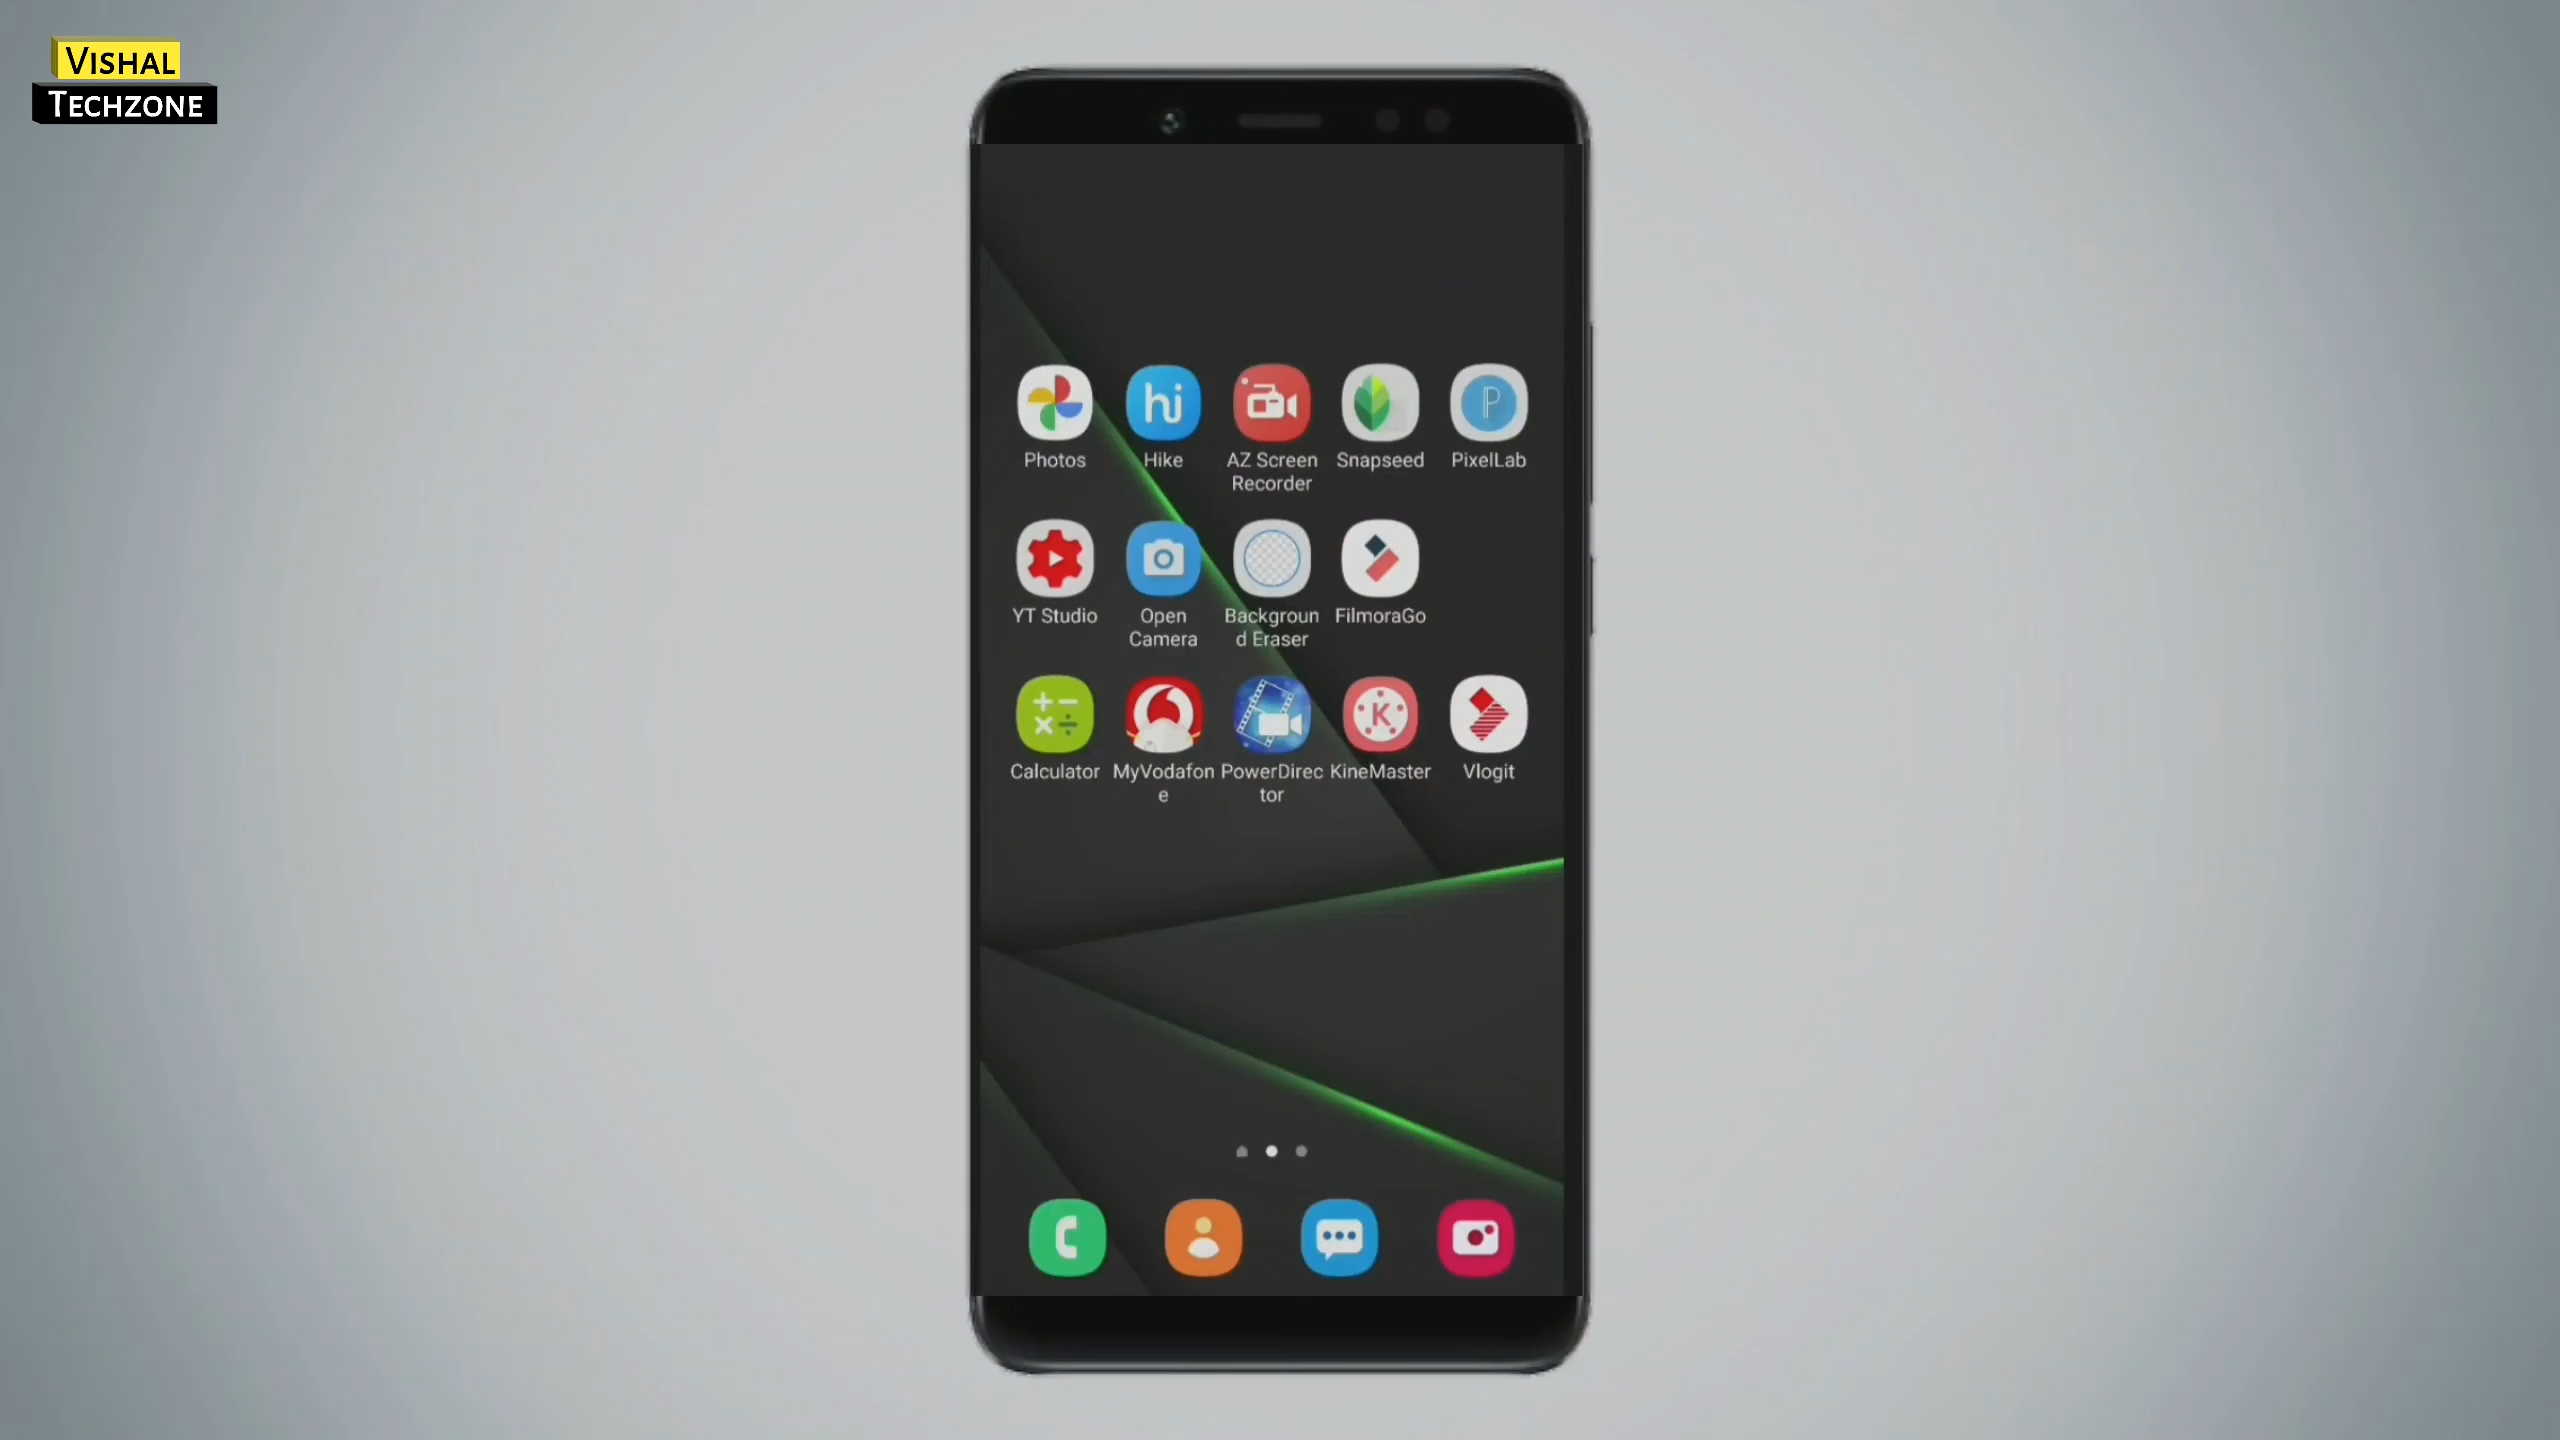 VISHAL
TECHZONE
hi
P
Photos Hike AZ Screen Snapseed PixelLab
Recorder
YT Studio Open Backgroun FilmoraGo
Camera d Eraser
K
Calculator MyVodafon PowerDirec KineMaster Vlogit
e tor